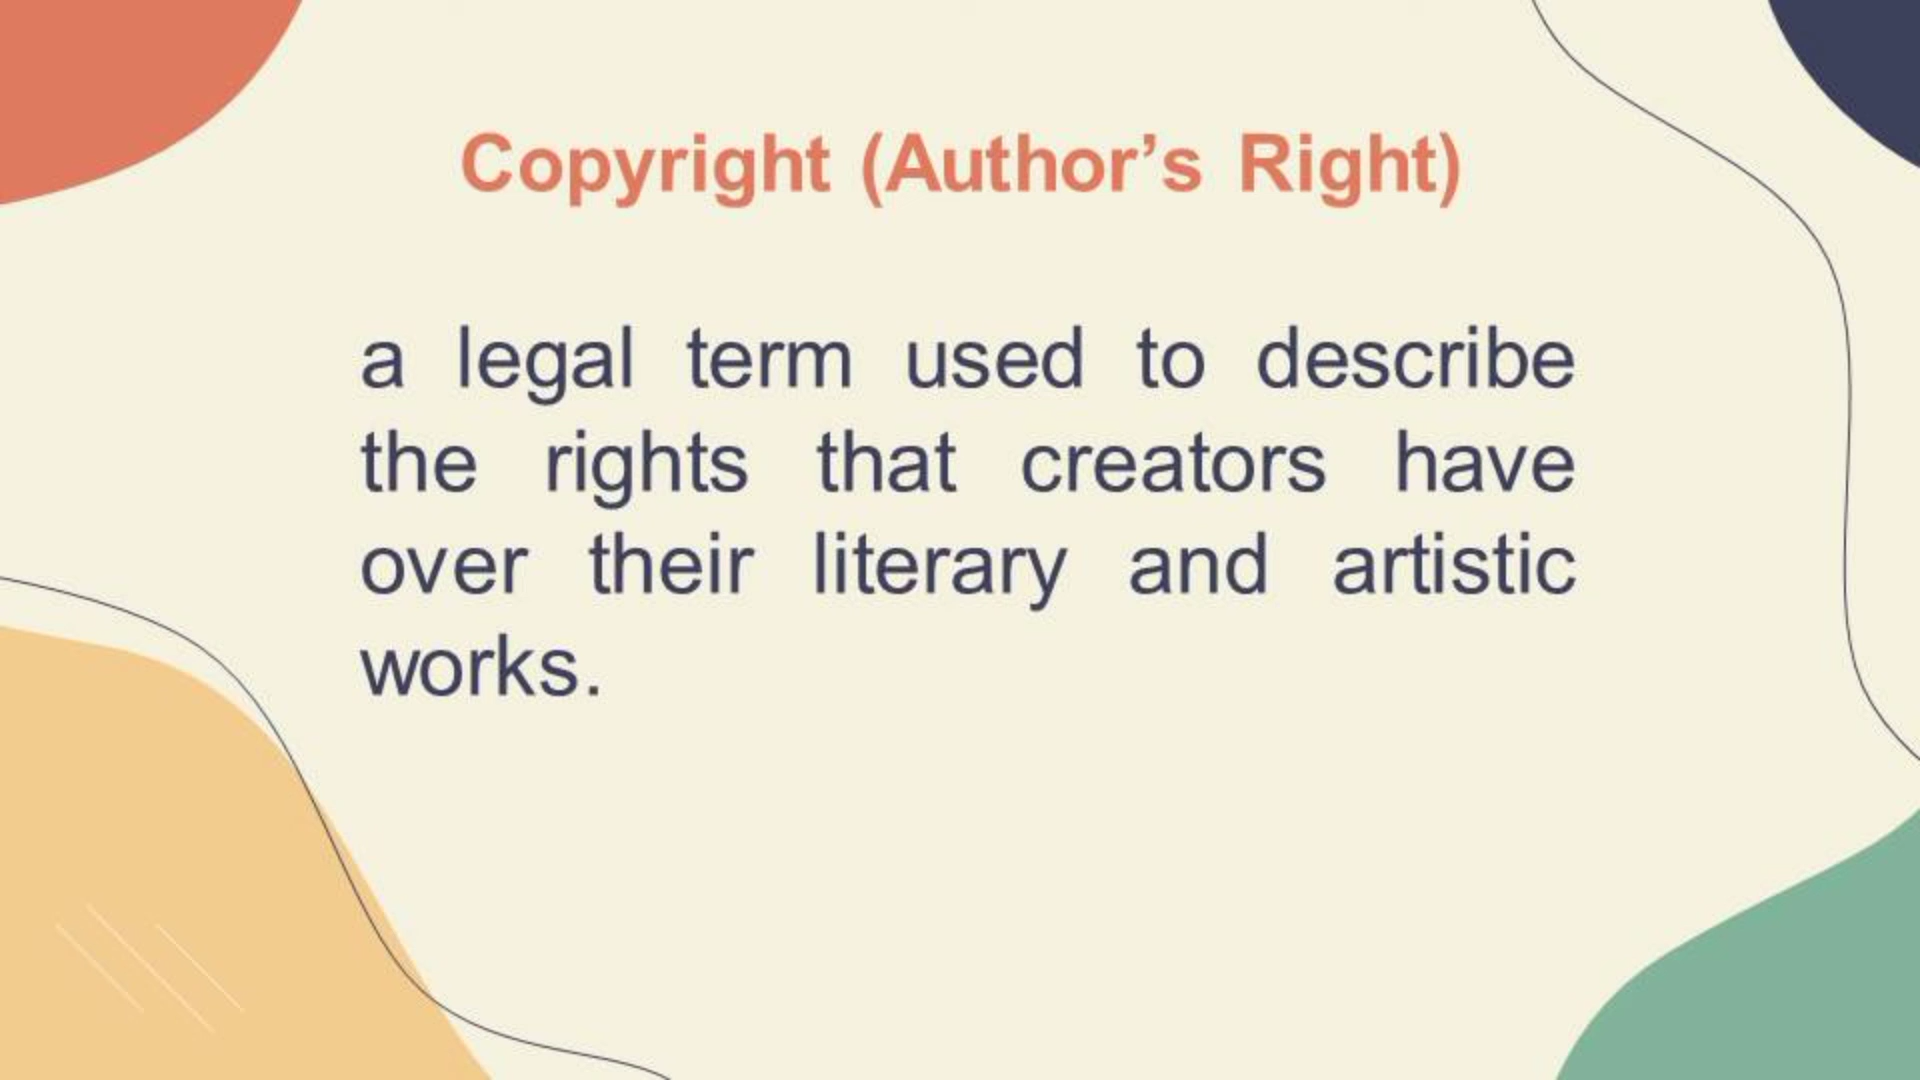 Copyright (Author’s Right)
a legal term used to describe
the rights that creators have
over their literary and artistic
works.